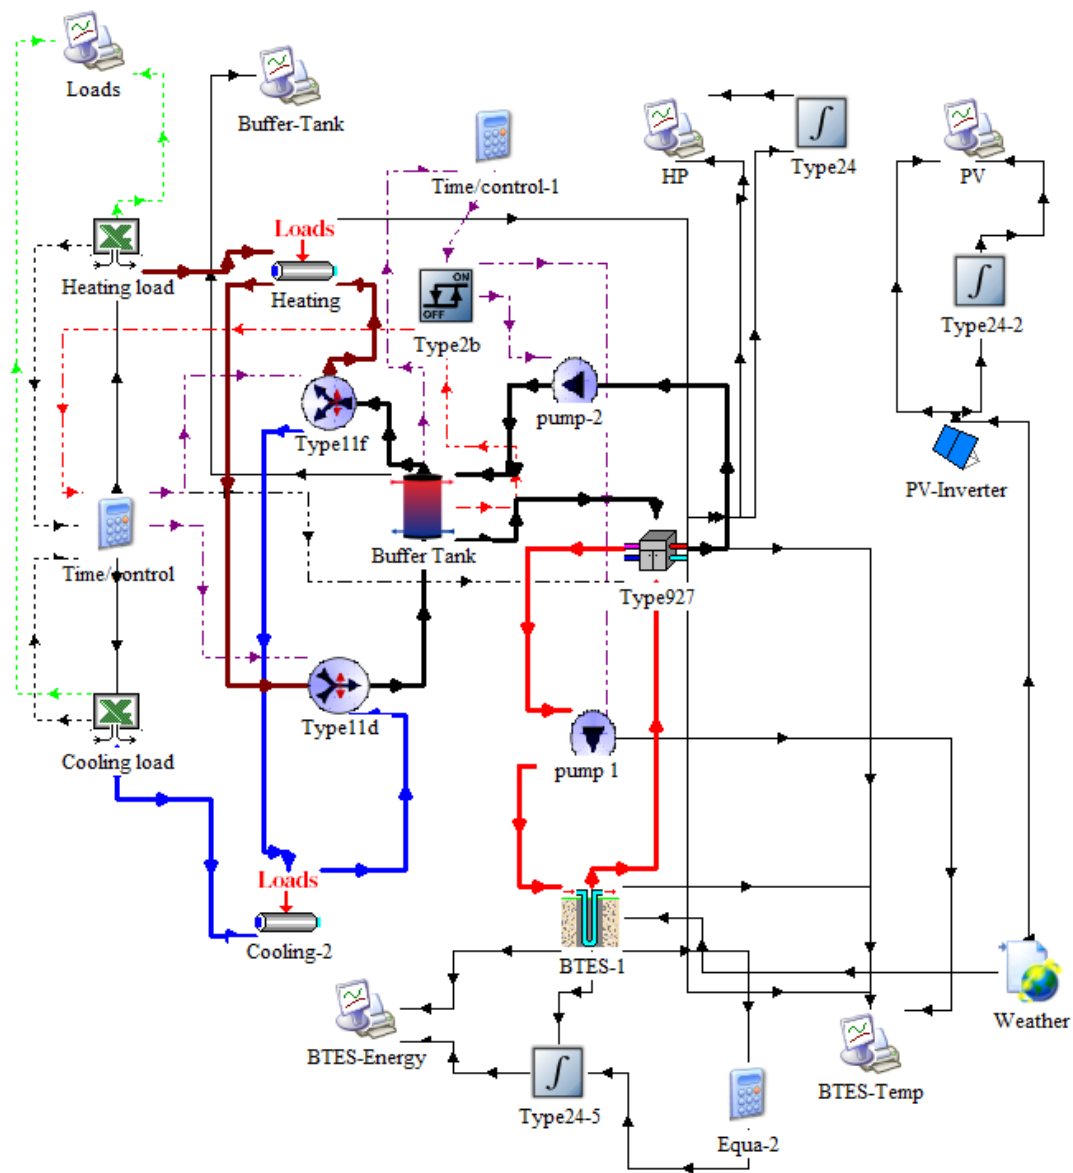 Loads
Buffer-Tank
Time/control-1
HP
Type24
PV
Heating load
Loads
Heating
ON
OFF
Type2b
Type24-2
Type11f
pump-2
PV-Inverter
Time/control
Buffer Tank
Type927
Type11d
Cooling load
pump 1
Loads
Cooling-2
BTES-1
Weather
BTES-Energy
Type24-5
Equa-2
BTES-Temp